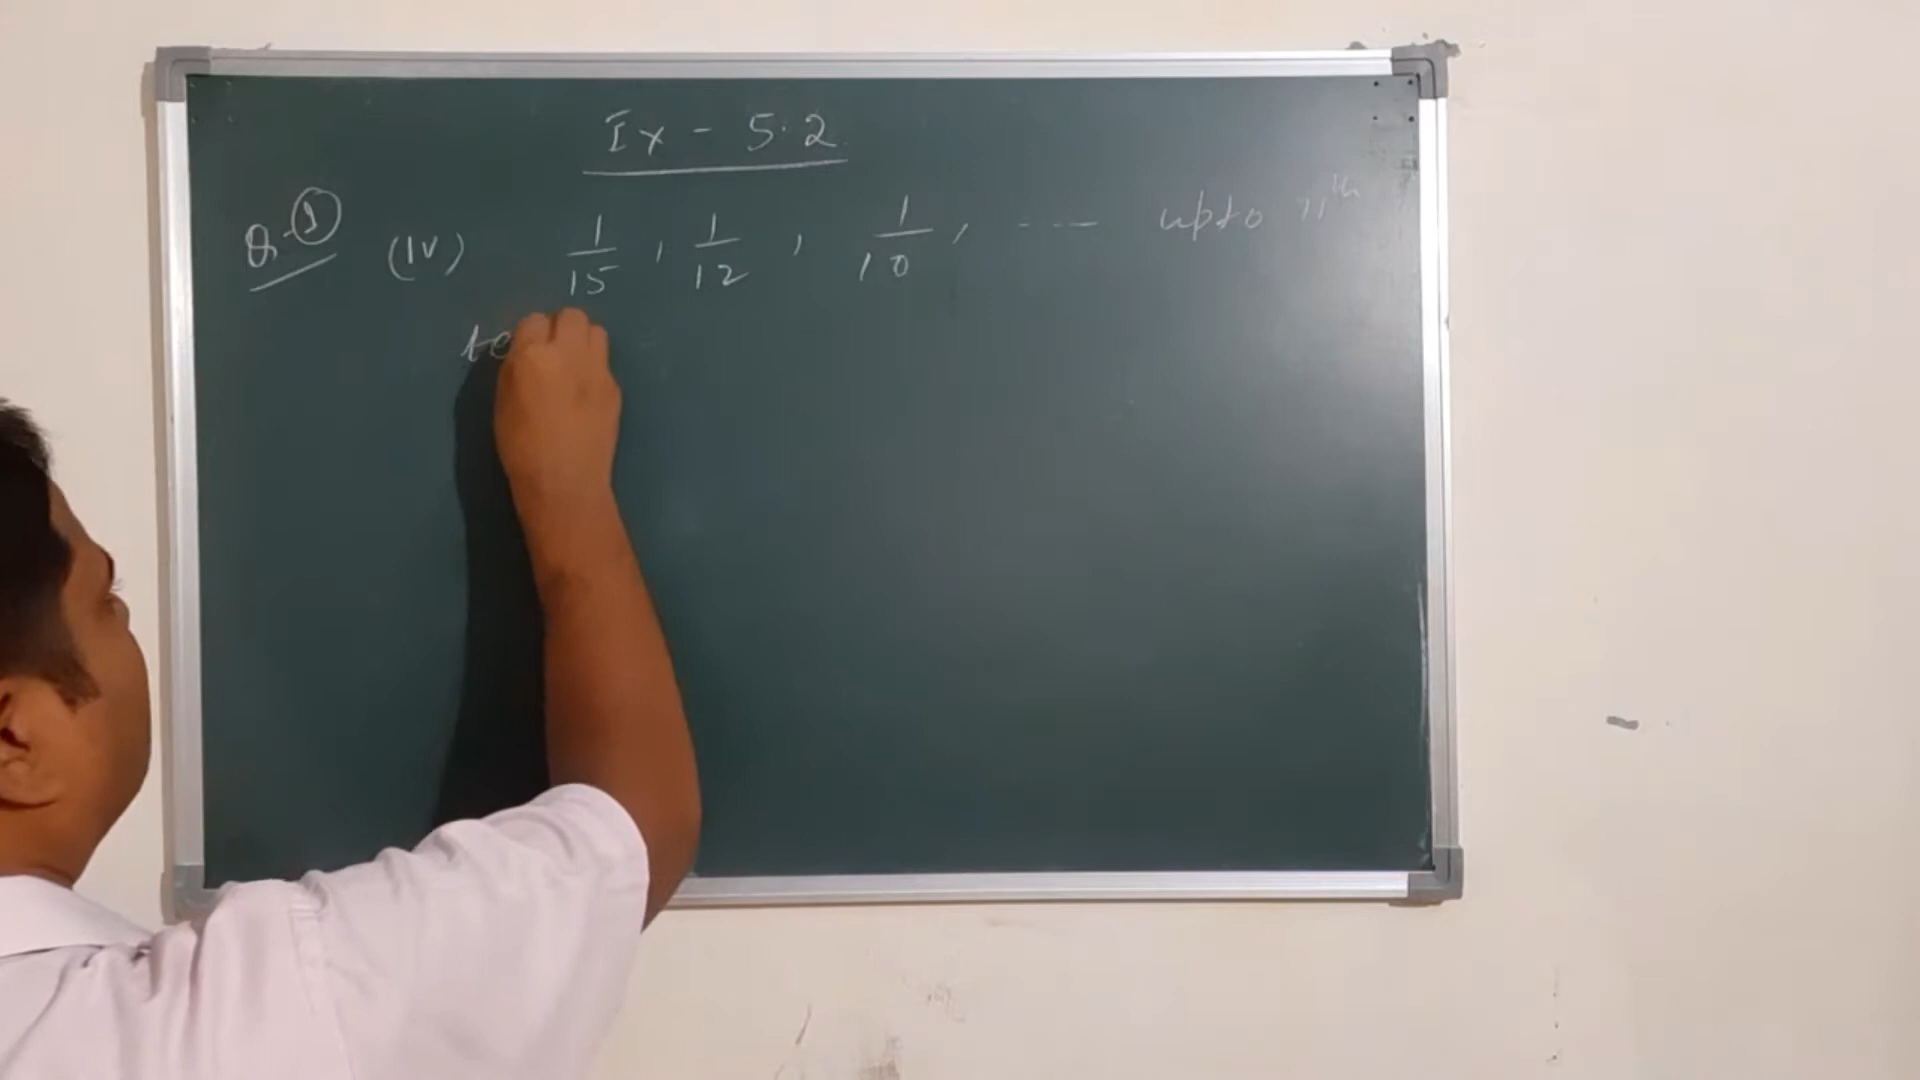 Ex - 5.2
Q-① (iv) 1/15, 1/12, 1/10, ---- upto 11th
te